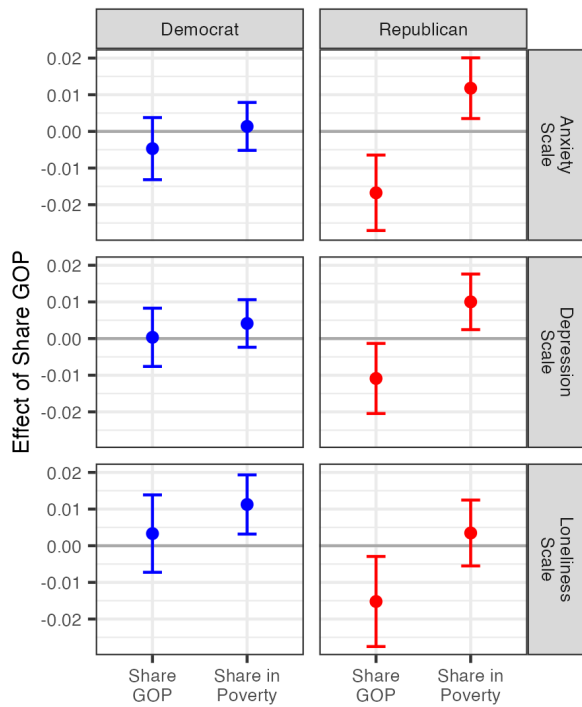 Democrat
Republican
Effect of Share GOP
0.02
0.01
0.00
-0.01
-0.02
Anxiety
Scale
0.02
0.01
0.00
-0.01
-0.02
Depression
Scale
0.02
0.01
0.00
-0.01
-0.02
Loneliness
Scale
Share
GOP
Share in
Poverty
Share
GOP
Share in
Poverty